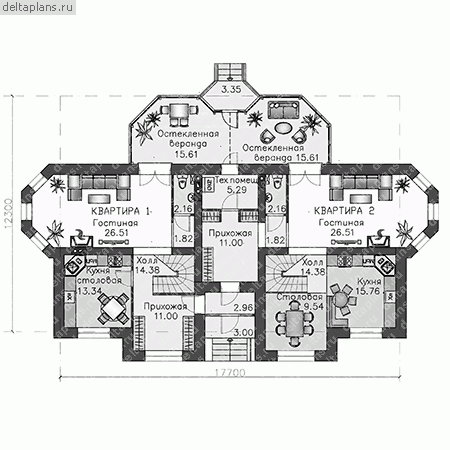 deltaplans.ru
3.35
Остекленная
веранда
15.61
Остекленная
веранда 15.61
Тех помещ
5.29
2.16
2.16
КВАРТИРА 1
Гостиная
26.51
КВАРТИРА 2
Гостиная
26.51
1.82
1.82
Прихожая
11.00
Холл
14.38
Холл
14.38
Кухня
столовая
13.34
Прихожая
11.00
2.96
3.00
Столовая
9.54
Кухня
15.76
12300
17700